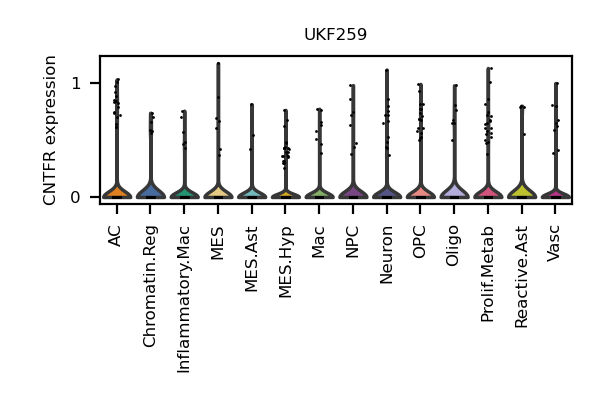 UKF259
CNTFR expression
1
0
AC
Chromatin.Reg
Inflammatory.Mac
MES
MES.Ast
MES.Hyp
Mac
NPC
Neuron
OPC
Oligo
Prolif.Metab
Reactive.Ast
Vasc